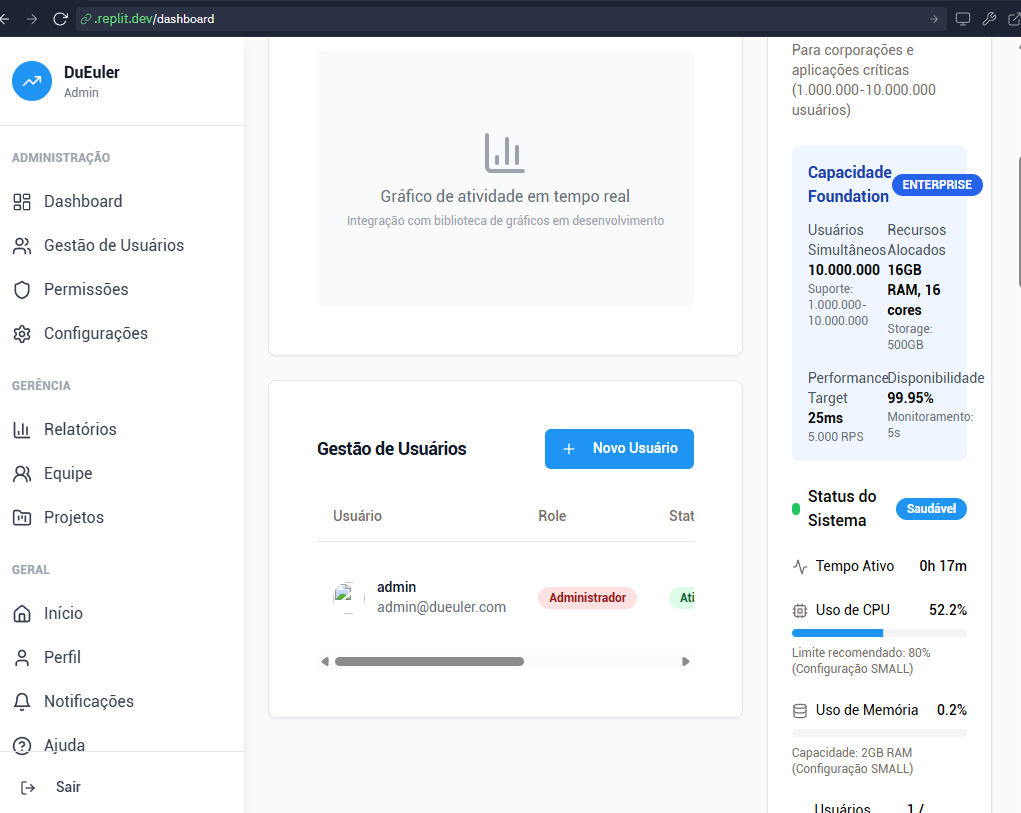 .replit.dev/dashboard
DuEuler
Admin
ADMINISTRAÇÃO
Dashboard
Gestão de Usuários
Permissões
Configurações
GERÊNCIA
Relatórios
Equipe
Projetos
GERAL
Início
Perfil
Notificações
Ajuda
Sair
Gráfico de atividade em tempo real
Integração com biblioteca de gráficos em desenvolvimento
Gestão de Usuários
Novo Usuário
Usuário Role Stat
admin
admin@dueuler.com
Administrador
Ati
Para corporações e
aplicações críticas
(1.000.000-10.000.000
usuários)
Capacidade
Foundation
ENTERPRISE
Usuários
Simultâneos
10.000.000
Suporte:
1.000.000-
10.000.000
Recursos
Alocados
16GB
RAM, 16
cores
Storage:
500GB
Performance
Target
25ms
5.000 RPS
Disponibilidade
99.95%
Monitoramento:
5s
Status do
Sistema
Saudável
Tempo Ativo 0h 17m
Uso de CPU 52.2%
Limite recomendado: 80%
(Configuração SMALL)
Uso de Memória 0.2%
Capacidade: 2GB RAM
(Configuração SMALL)
Usuários 1 /